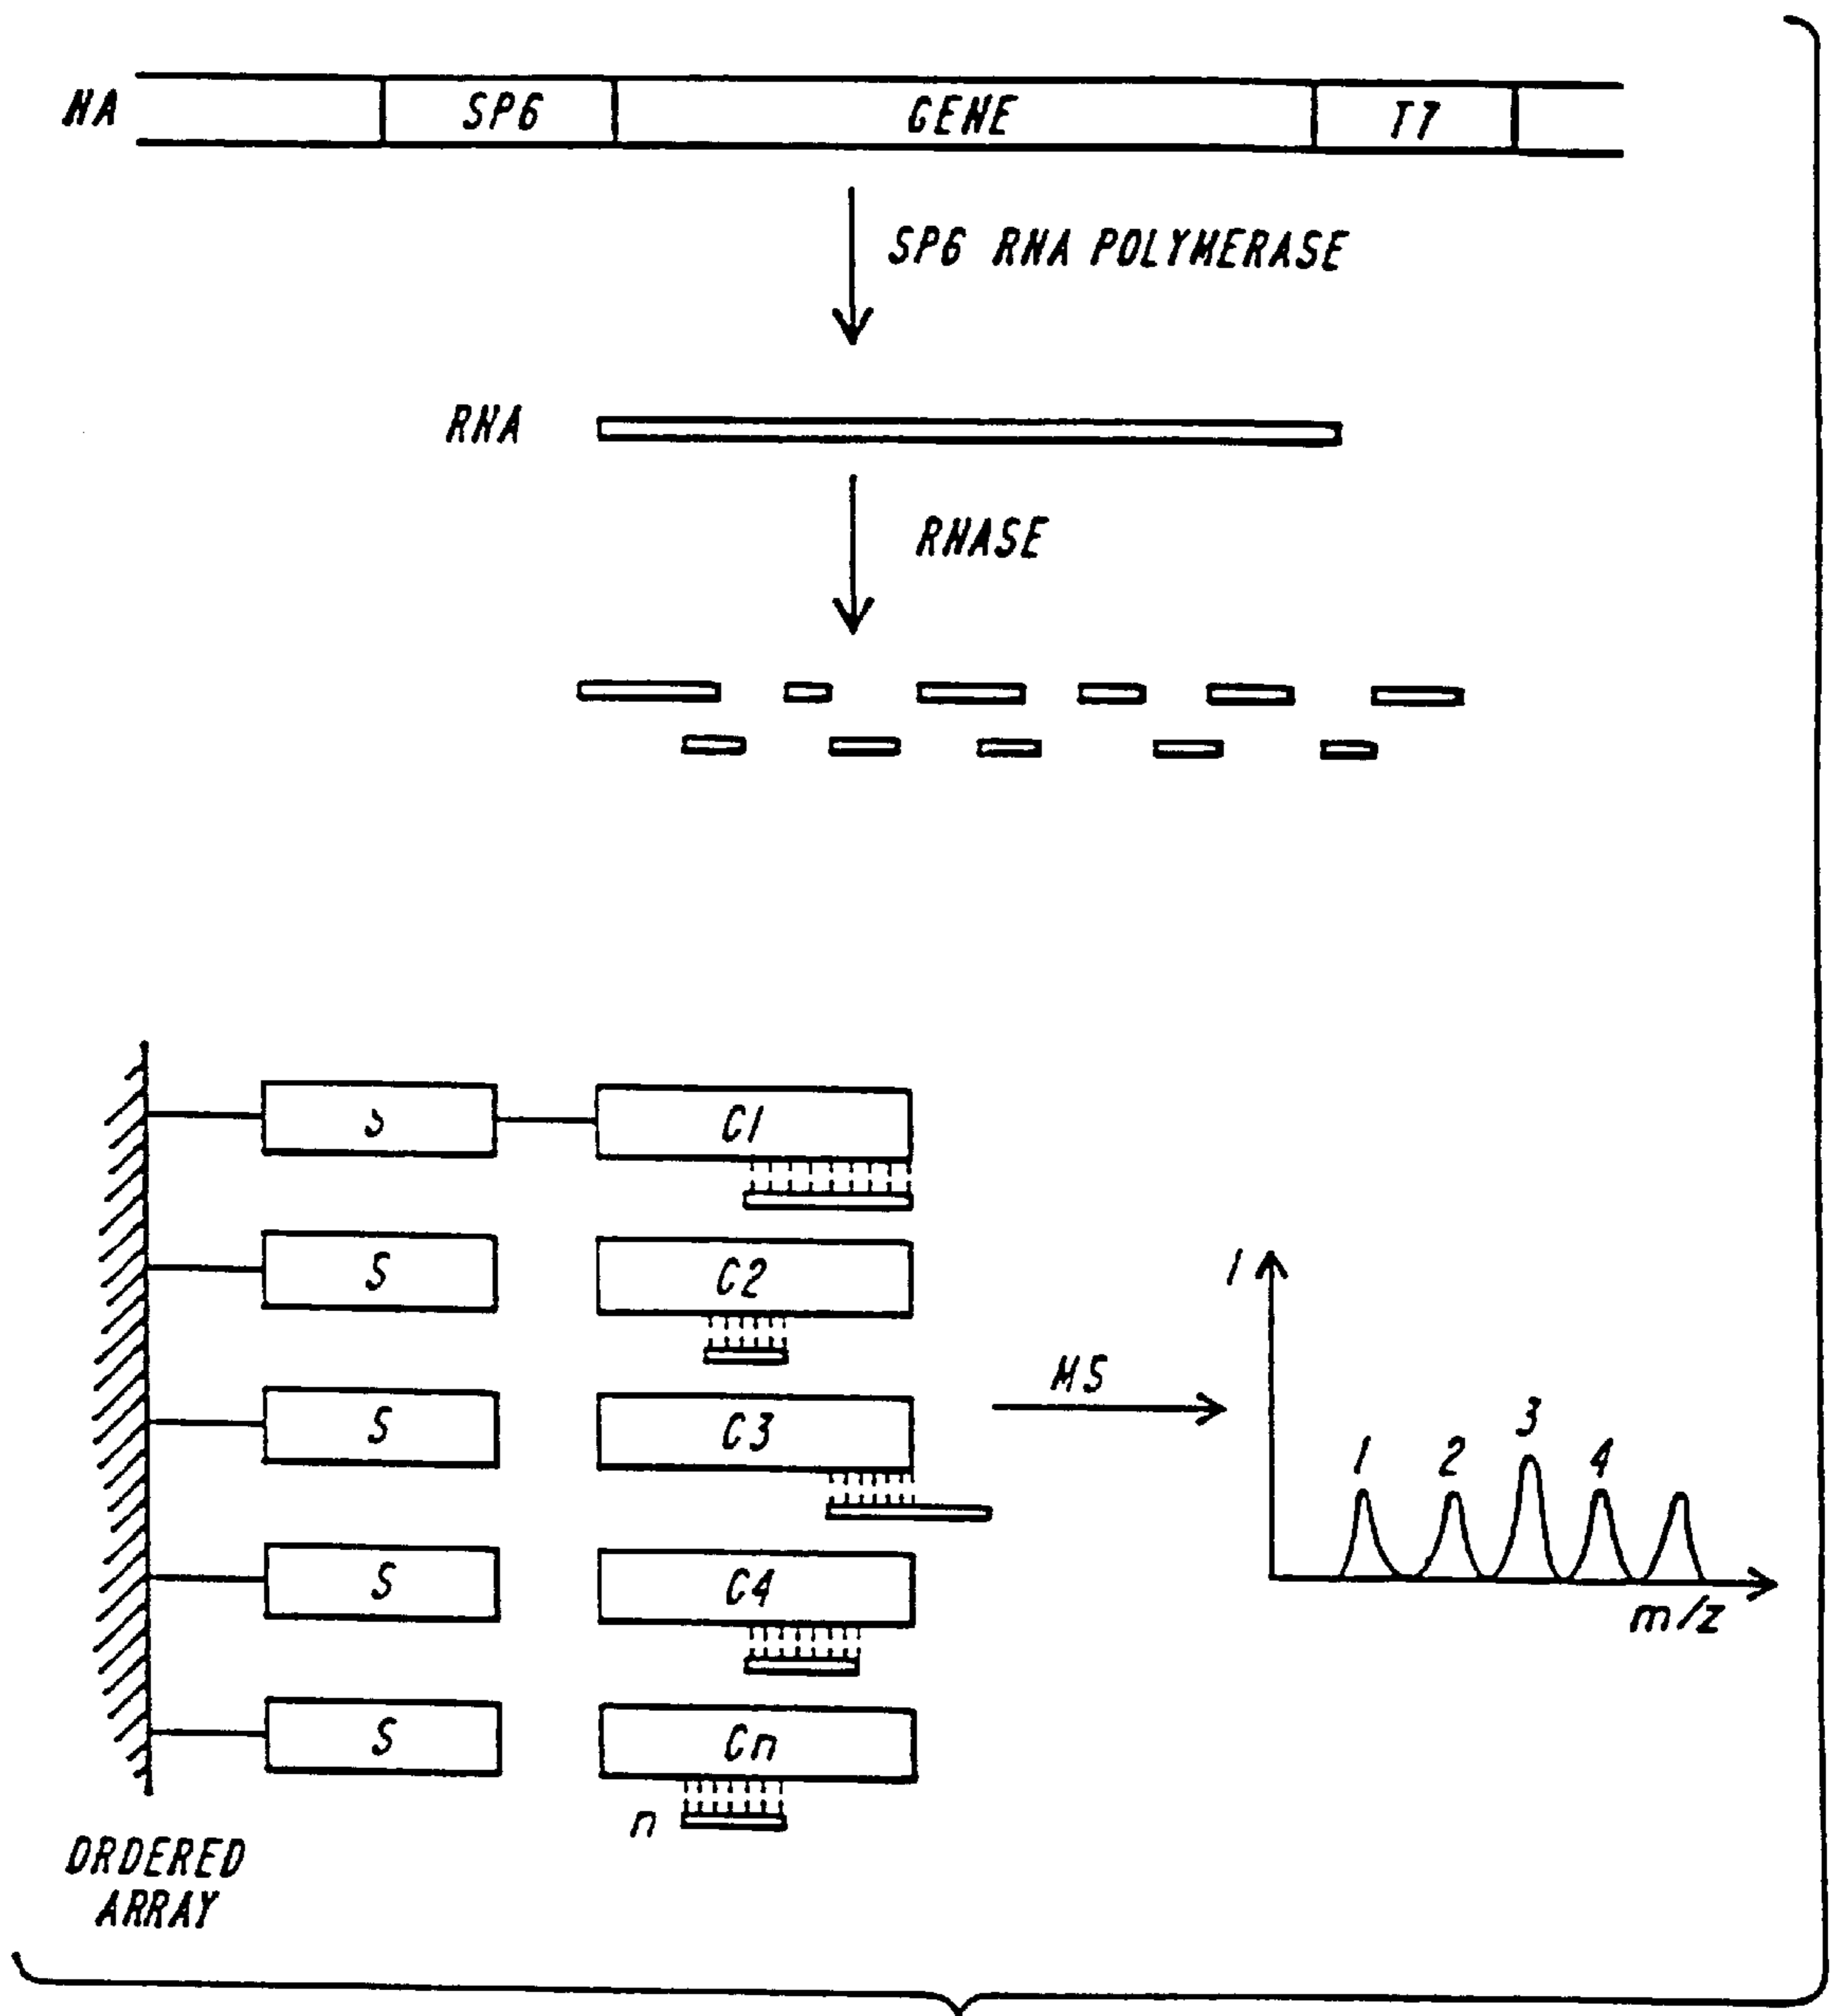 NA SP6 GENE T7
SP6 RNA POLYMERASE
RNA
RNASE
S C1
S C2
S C3
S C4
S Cn
n
ORDERED
ARRAY
MS
I
1 2 3 4
m/z